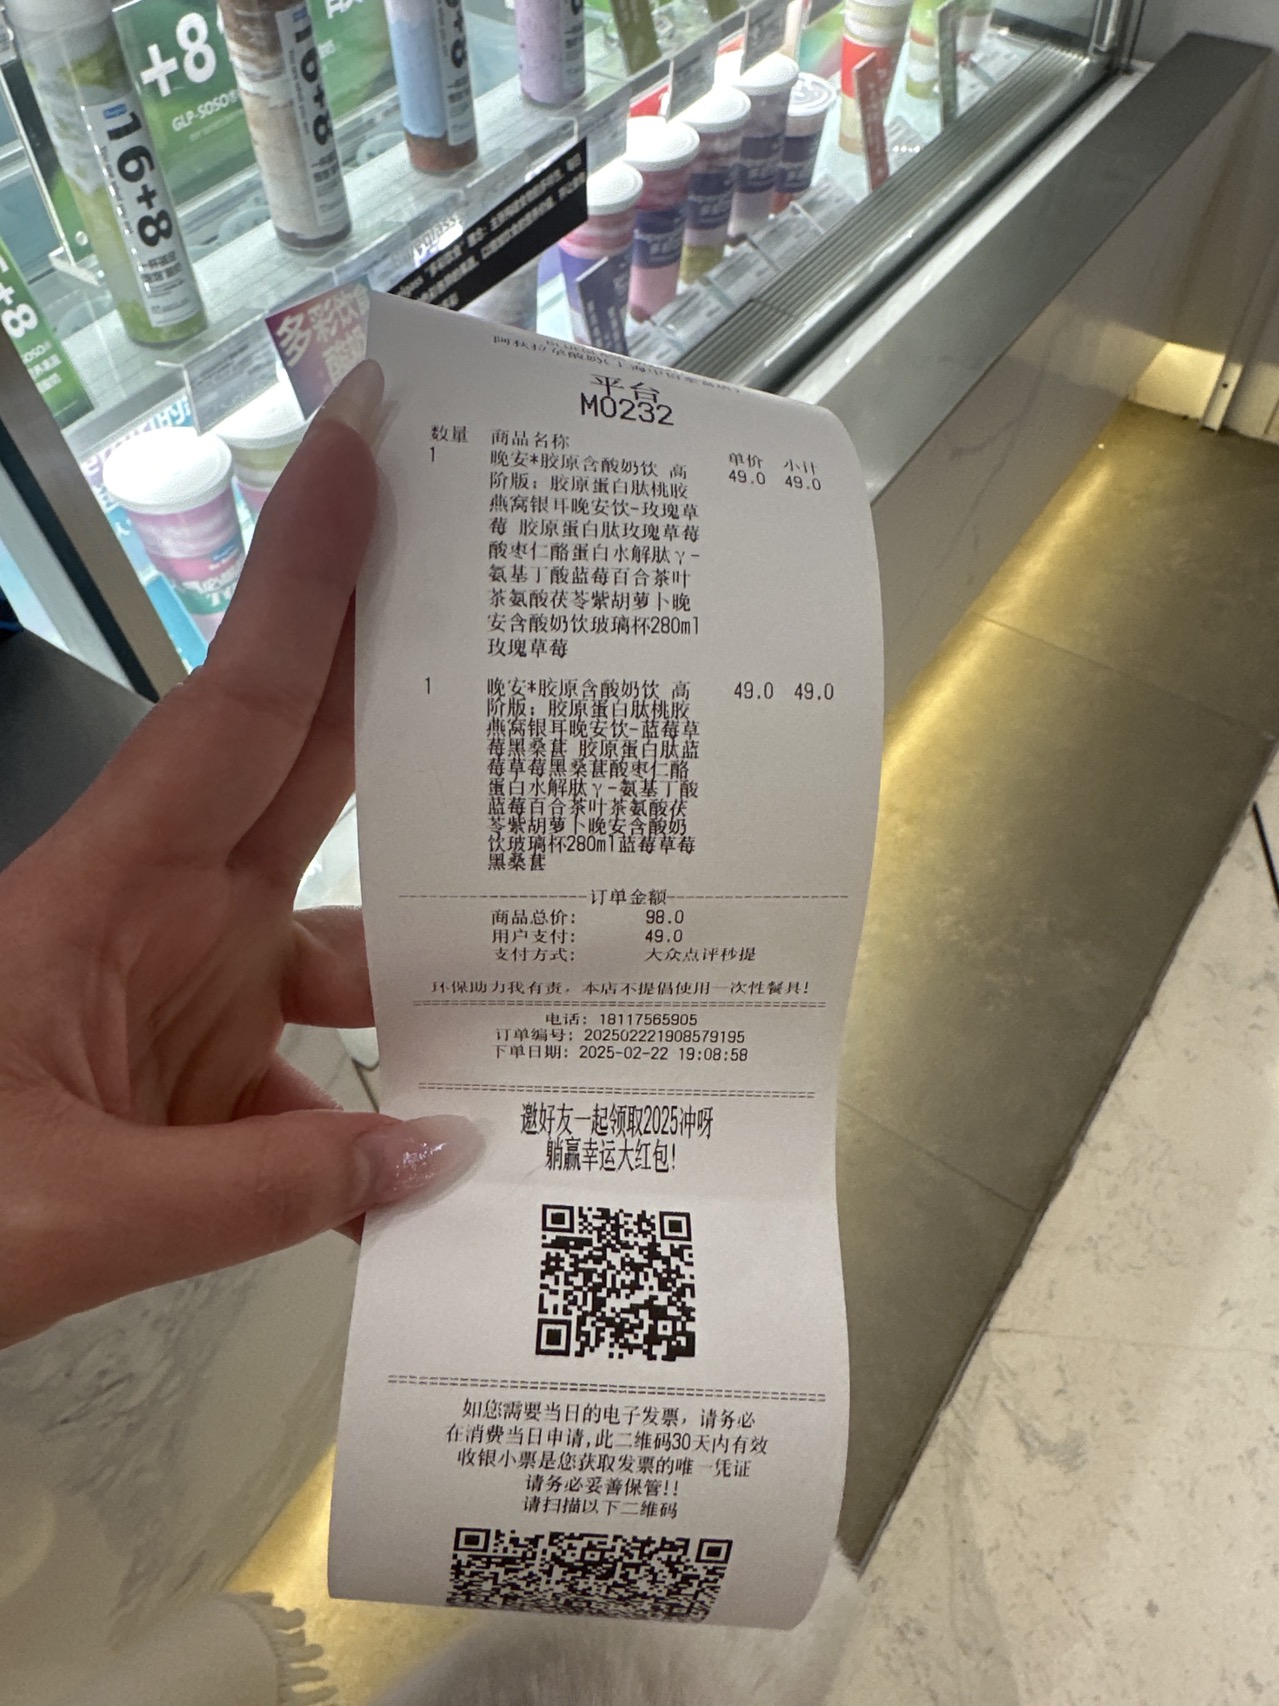 +8
GLP-SOSO
16+8
16+8
16+8
多彩饮食
平台
M0232
数量 商品名称 单价 小计
1 晚安*胶原含酸奶饮 高 49.0 49.0
阶版：胶原蛋白肽桃胶
燕窝银耳晚安饮-玫瑰草
莓 胶原蛋白肽玫瑰草莓
酸枣仁酪蛋白水解肽γ-
氨基丁酸蓝莓百合茶叶
茶氨酸茯苓紫胡萝卜晚
安含酸奶饮玻璃杯280ml
玫瑰草莓
1 晚安*胶原含酸奶饮 高 49.0 49.0
阶版：胶原蛋白肽桃胶
燕窝银耳晚安饮-蓝莓草
莓黑桑葚 胶原蛋白肽蓝
莓草莓黑桑葚酸枣仁酪
蛋白水解肽γ-氨基丁酸
蓝莓百合茶叶茶氨酸茯
苓紫胡萝卜晚安含酸奶
饮玻璃杯280ml蓝莓草莓
黑桑葚
订单金额
商品总价: 98.0
用户支付: 49.0
支付方式: 大众点评秒提
环保助力我有责，本店不提倡使用一次性餐具!
电话: 18117565905
订单编号: 202502221908579195
下单日期: 2025-02-22 19:08:58
邀好友一起领取2025冲呀
躺赢幸运大红包!
如您需要当日的电子发票，请务必
在消费当日申请,此二维码30天内有效
收银小票是您获取发票的唯一凭证
请务必妥善保管!!
请扫描以下二维码